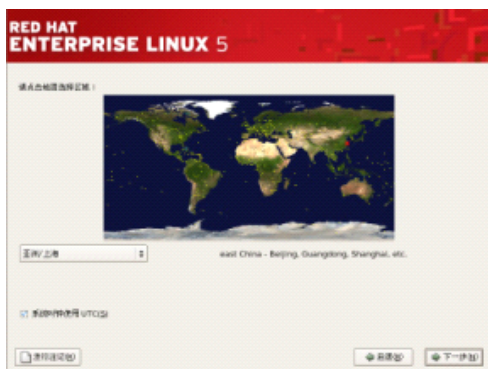 RED HAT
ENTERPRISE LINUX 5
请点击地图选择区域：
亚洲/上海
east China - Beijing, Guangdong, Shanghai, etc.
系统时钟使用 UTC(S)
发行注记(R)
后退(B)
下一步(N)